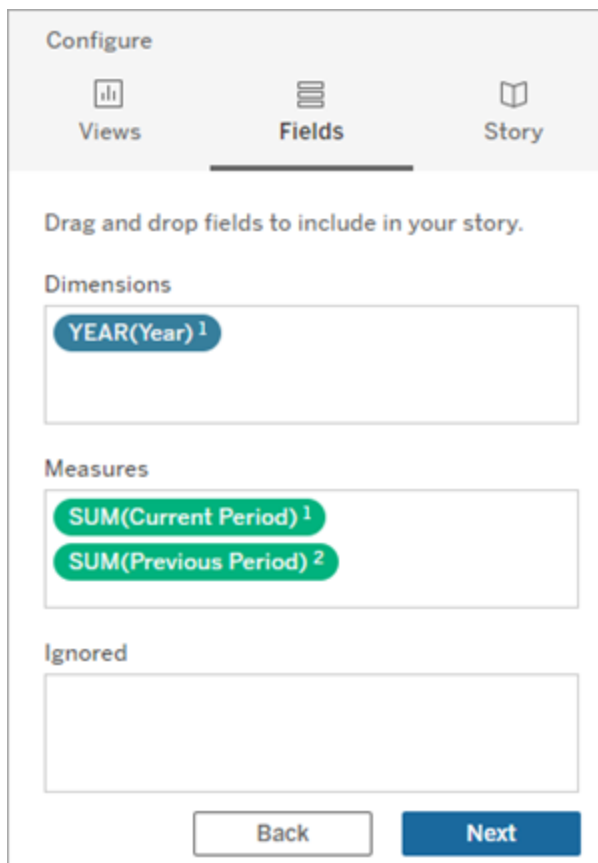 Configure
Views Fields Story
Drag and drop fields to include in your story.
Dimensions
YEAR(Year) 1
Measures
SUM(Current Period) 1
SUM(Previous Period) 2
Ignored
Back Next